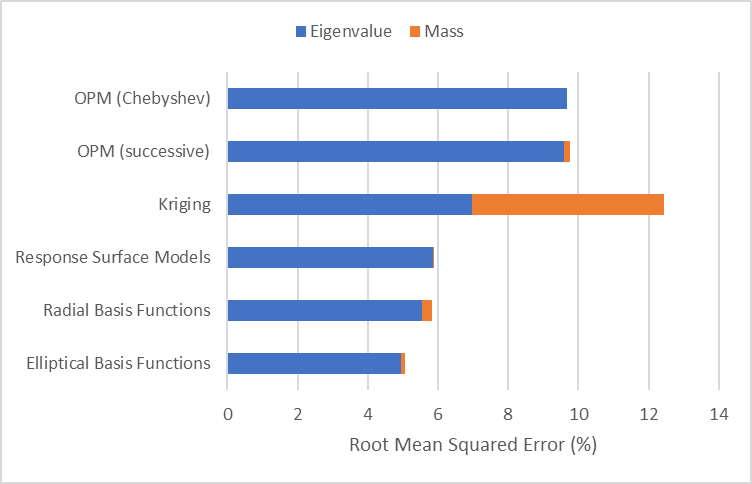 Eigenvalue Mass
OPM (Chebyshev)
OPM (successive)
Kriging
Response Surface Models
Radial Basis Functions
Elliptical Basis Functions
0 2 4 6 8 10 12 14
Root Mean Squared Error (%)